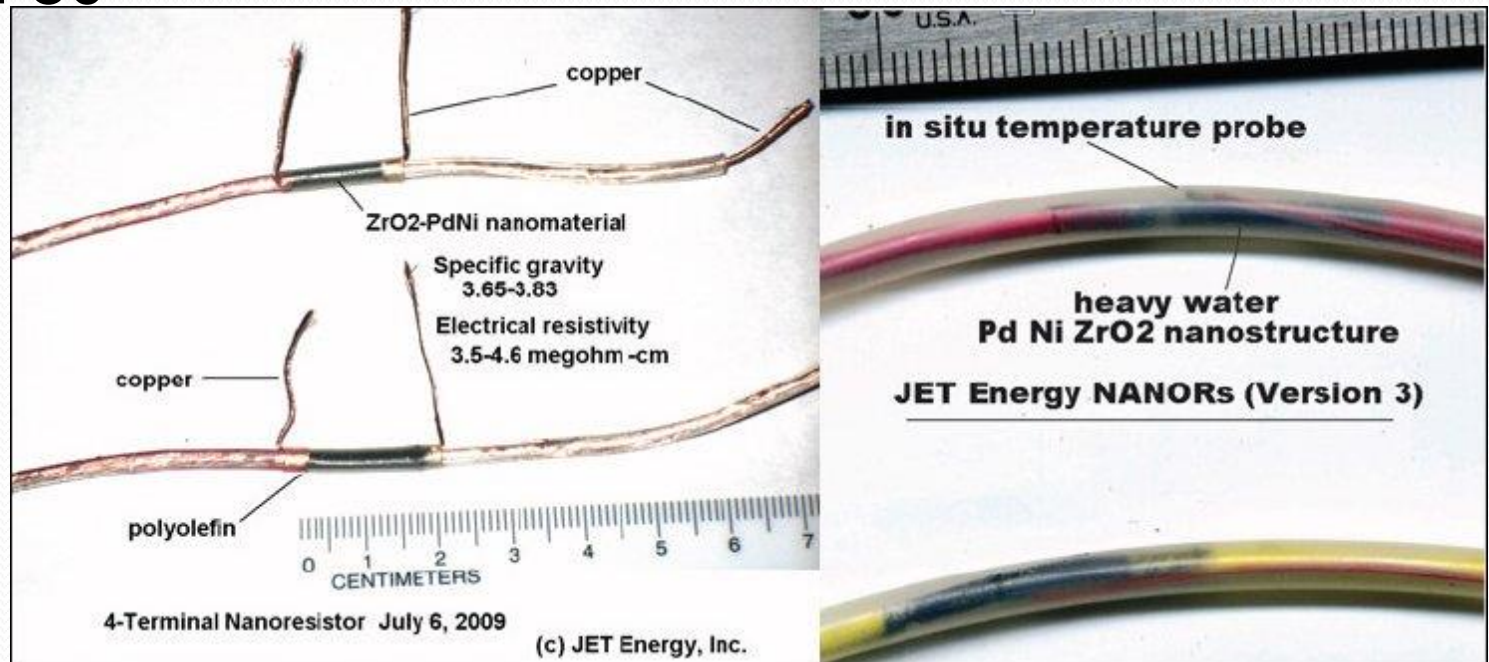 copper
ZrO2-PdNi nanomaterial
Specific gravity
3.65-3.83
Electrical resistivity
3.5-4.6 megohm -cm
copper
polyolefin
0 1 2 3 4 5 6 7
CENTIMETERS
4-Terminal Nanoresistor July 6, 2009
(c) JET Energy, Inc.
U.S.A.
in situ temperature probe
heavy water
Pd Ni ZrO2 nanostructure
JET Energy NANORs (Version 3)